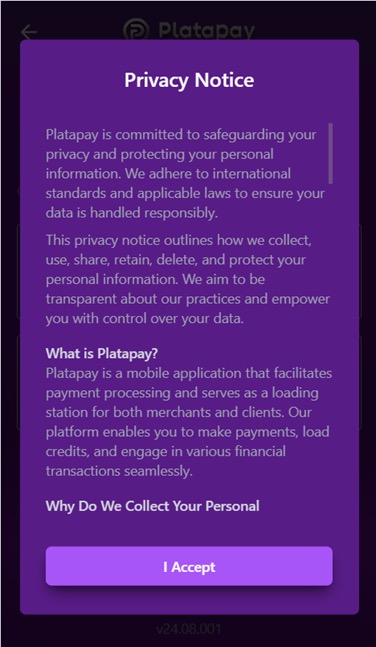 Platapay
Privacy Notice
Platapay is committed to safeguarding your
privacy and protecting your personal
information. We adhere to international
standards and applicable laws to ensure your
data is handled responsibly.
This privacy notice outlines how we collect,
use, share, retain, delete, and protect your
personal information. We aim to be
transparent about our practices and empower
you with control over your data.
What is Platapay?
Platapay is a mobile application that facilitates
payment processing and serves as a loading
station for both merchants and clients. Our
platform enables you to make payments, load
credits, and engage in various financial
transactions seamlessly.
Why Do We Collect Your Personal
I Accept
v24.08.001